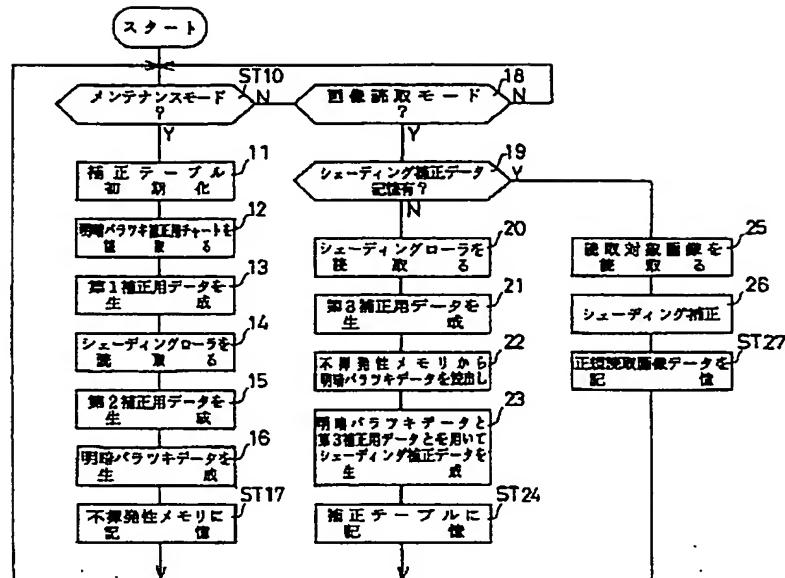 スタート
ST10
メンテナンスモード
?
N
Y
18
画像読取モード
?
N
Y
11
補正テーブル
初期化
19
シェーディング補正データ
記憶有?
Y
N
12
明暗バラツキ補正用チャートを
読取る
13
第1補正用データを
生成
14
シェーディングローラを
読取る
15
第2補正用データを
生成
16
明暗バラツキデータを
生成
ST17
不揮発性メモリに
記憶
20
シェーディングローラを
読取る
21
第3補正用データを
生成
22
不揮発性メモリから
明暗バラツキデータを読出し
23
明暗バラツキデータと
第3補正用データとを用いて
シェーディング補正データを
生成
ST24
補正テーブルに
記憶
25
読取対象画像を
読取る
26
シェーディング補正
ST27
正規読取画像データを
記憶